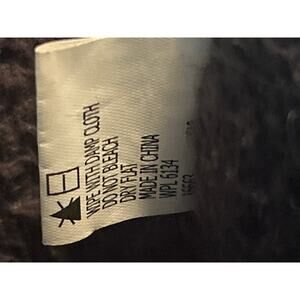 WIPE WITH DAMP CLOTH
DO NOT BLEACH
DRY FLAT
MADE IN CHINA
WPL 6134